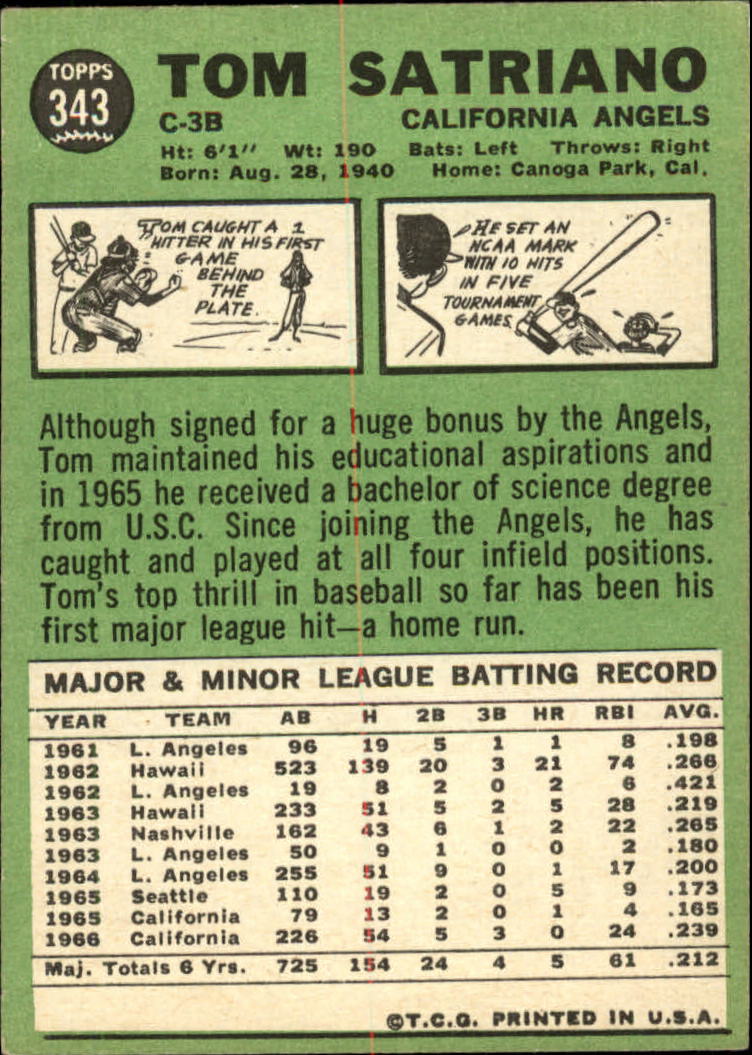 TOPPS
343
TOM SATRIANO
C-3B CALIFORNIA ANGELS
Ht: 6'1" Wt: 190 Bats: Left Throws: Right
Born: Aug. 28, 1940 Home: Canoga Park, Cal.
TOM CAUGHT A 1
HITTER IN HIS FIRST
GAME
BEHIND
THE
PLATE.
HE SET AN
NCAA MARK
WITH 10 HITS
IN FIVE
TOURNAMENT
GAMES
Although signed for a huge bonus by the Angels,
Tom maintained his educational aspirations and
in 1965 he received a bachelor of science degree
from U.S.C. Since joining the Angels, he has
caught and played at all four infield positions.
Tom's top thrill in baseball so far has been his
first major league hit—a home run.
MAJOR & MINOR LEAGUE BATTING RECORD
YEAR TEAM AB H 2B 3B HR RBI AVG.
1961 L. Angeles 96 19 5 1 1 8 .198
1962 Hawaii 523 139 20 3 21 74 .266
1962 L. Angeles 19 8 2 0 2 6 .421
1963 Hawaii 233 51 5 2 5 28 .219
1963 Nashville 162 43 6 1 2 22 .265
1963 L. Angeles 50 9 1 0 0 2 .180
1964 L. Angeles 255 51 9 0 1 17 .200
1965 Seattle 110 19 2 0 5 9 .173
1965 California 79 13 2 0 1 4 .165
1966 California 226 54 5 3 0 24 .239
Maj. Totals 6 Yrs. 725 154 24 4 5 61 .212
©T.C.G. PRINTED IN U.S.A.